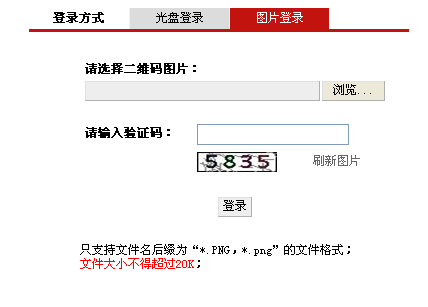 登录方式 光盘登录 图片登录
请选择二维码图片：
浏览...
请输入验证码：
5835 刷新图片
登录
只支持文件名后缀为“*.PNG，*.png”的文件格式；
文件大小不得超过20K；